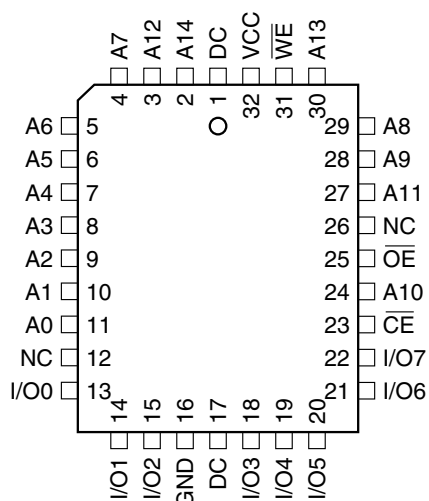 A7 A12 A14 DC VCC WE A13
4 3 2 1 32 31 30
A6 5 29 A8
A5 6 28 A9
A4 7 27 A11
A3 8 26 NC
A2 9 25 OE
A1 10 24 A10
A0 11 23 CE
NC 12 22 I/O7
I/O0 13 21 I/O6
14 15 16 17 18 19 20
I/O1 I/O2 GND DC I/O3 I/O4 I/O5